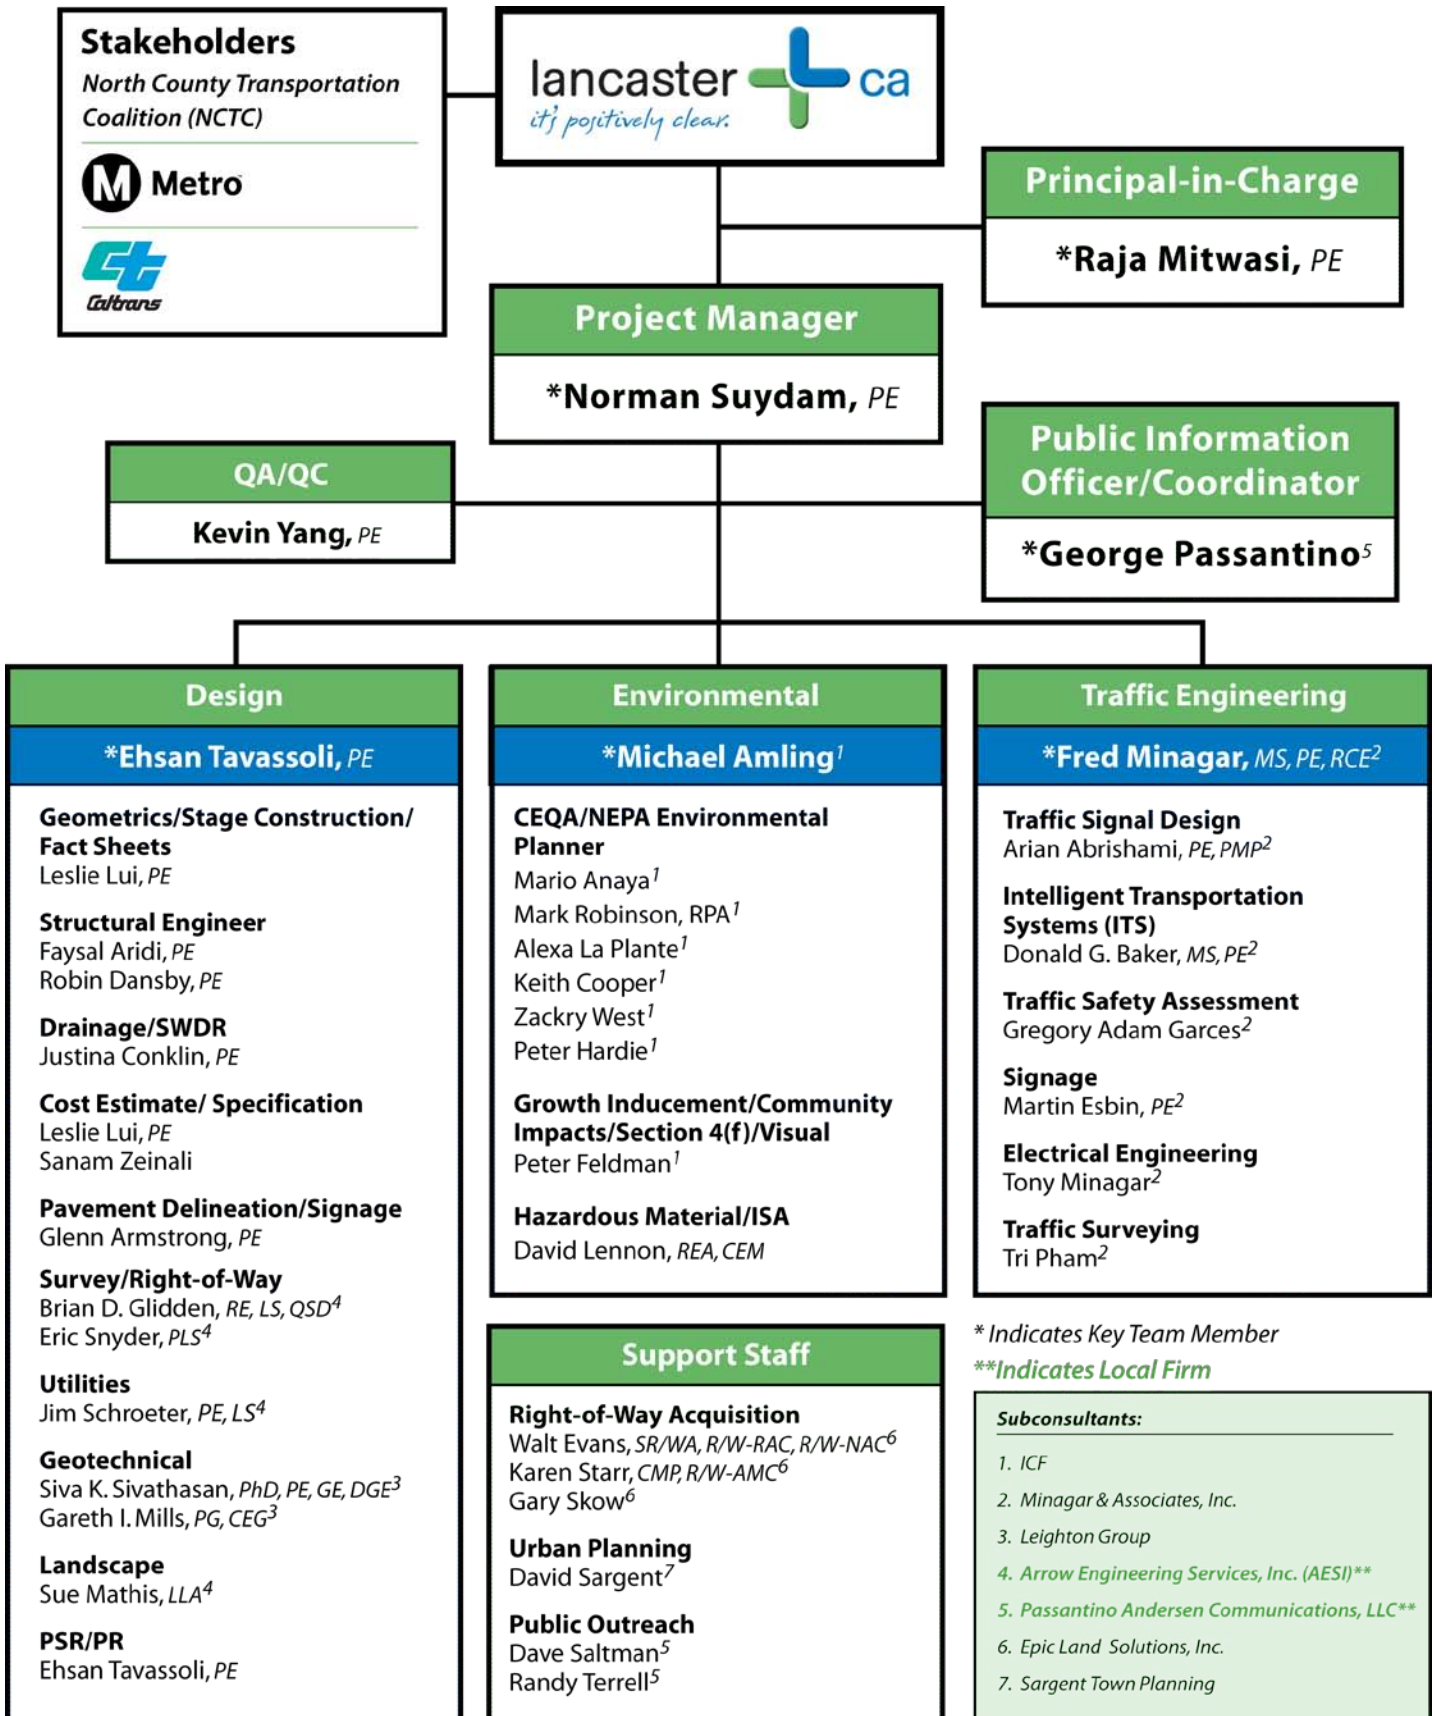 Stakeholders
North County Transportation
Coalition (NCTC)
M Metro
Ct
Caltrans
lancaster ca
it's positively clear.
Principal-in-Charge
*Raja Mitwasi, PE
Project Manager
*Norman Suydam, PE
QA/QC
Kevin Yang, PE
Public Information
Officer/Coordinator
*George Passantino5
Design
*Ehsan Tavassoli, PE
Geometrics/Stage Construction/
Fact Sheets
Leslie Lui, PE
Structural Engineer
Faysal Aridi, PE
Robin Dansby, PE
Drainage/SWDR
Justina Conklin, PE
Cost Estimate/ Specification
Leslie Lui, PE
Sanam Zeinali
Pavement Delineation/Signage
Glenn Armstrong, PE
Survey/Right-of-Way
Brian D. Glidden, RE, LS, QSD4
Eric Snyder, PLS4
Utilities
Jim Schroeter, PE, LS4
Geotechnical
Siva K. Sivathasan, PhD, PE, GE, DGE3
Gareth I. Mills, PG, CEG3
Landscape
Sue Mathis, LLA4
PSR/PR
Ehsan Tavassoli, PE
Environmental
*Michael Amling1
CEQA/NEPA Environmental
Planner
Mario Anaya1
Mark Robinson, RPA1
Alexa La Plante1
Keith Cooper1
Zackry West1
Peter Hardie1
Growth Inducement/Community
Impacts/Section 4(f)/Visual
Peter Feldman1
Hazardous Material/ISA
David Lennon, REA, CEM
Support Staff
Right-of-Way Acquisition
Walt Evans, SR/WA, R/W-RAC, R/W-NAC6
Karen Starr, CMP, R/W-AMC6
Gary Skow6
Urban Planning
David Sargent7
Public Outreach
Dave Saltman5
Randy Terrell5
Traffic Engineering
*Fred Minagar, MS, PE, RCE2
Traffic Signal Design
Arian Abrishami, PE, PMP2
Intelligent Transportation
Systems (ITS)
Donald G. Baker, MS, PE2
Traffic Safety Assessment
Gregory Adam Garces2
Signage
Martin Esbin, PE2
Electrical Engineering
Tony Minagar2
Traffic Surveying
Tri Pham2
* Indicates Key Team Member
**Indicates Local Firm
Subconsultants:
1. ICF
2. Minagar & Associates, Inc.
3. Leighton Group
4. Arrow Engineering Services, Inc. (AESI)**
5. Passantino Andersen Communications, LLC**
6. Epic Land Solutions, Inc.
7. Sargent Town Planning